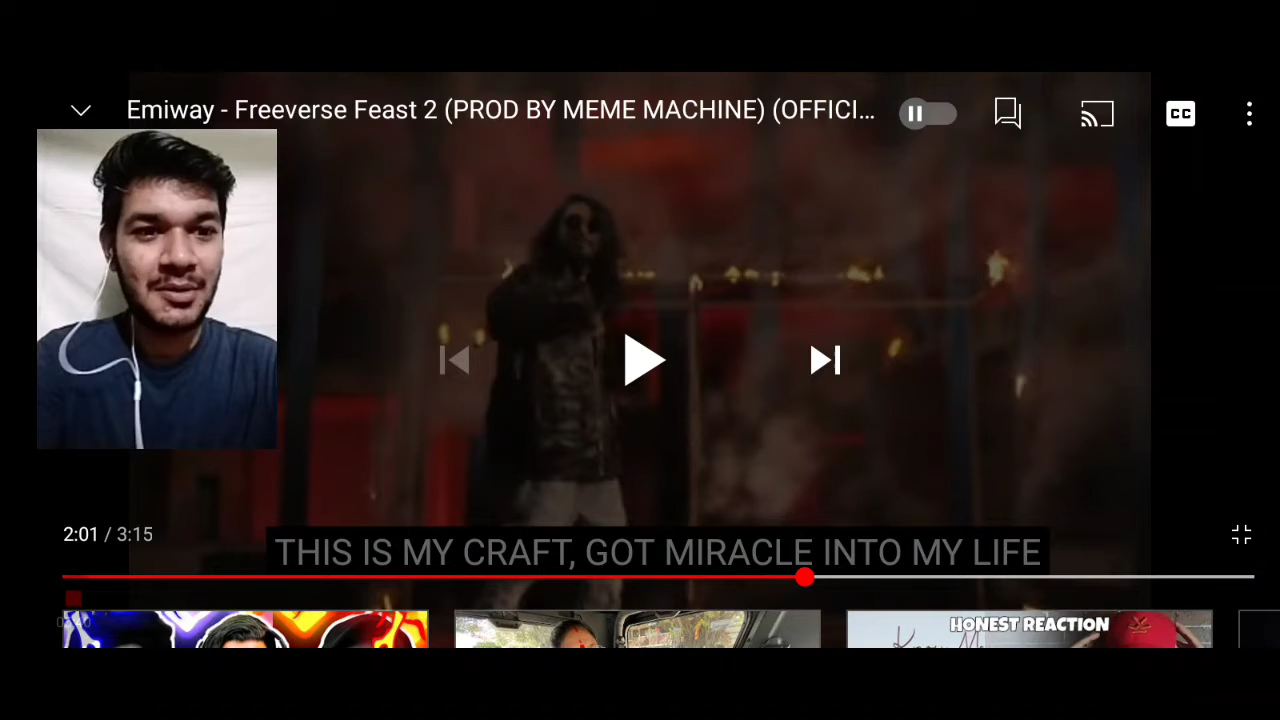 Emiway - Freeverse Feast 2 (PROD BY MEME MACHINE) (OFFICI...
CC
2:01 / 3:15
THIS IS MY CRAFT, GOT MIRACLE INTO MY LIFE
HONEST REACTION